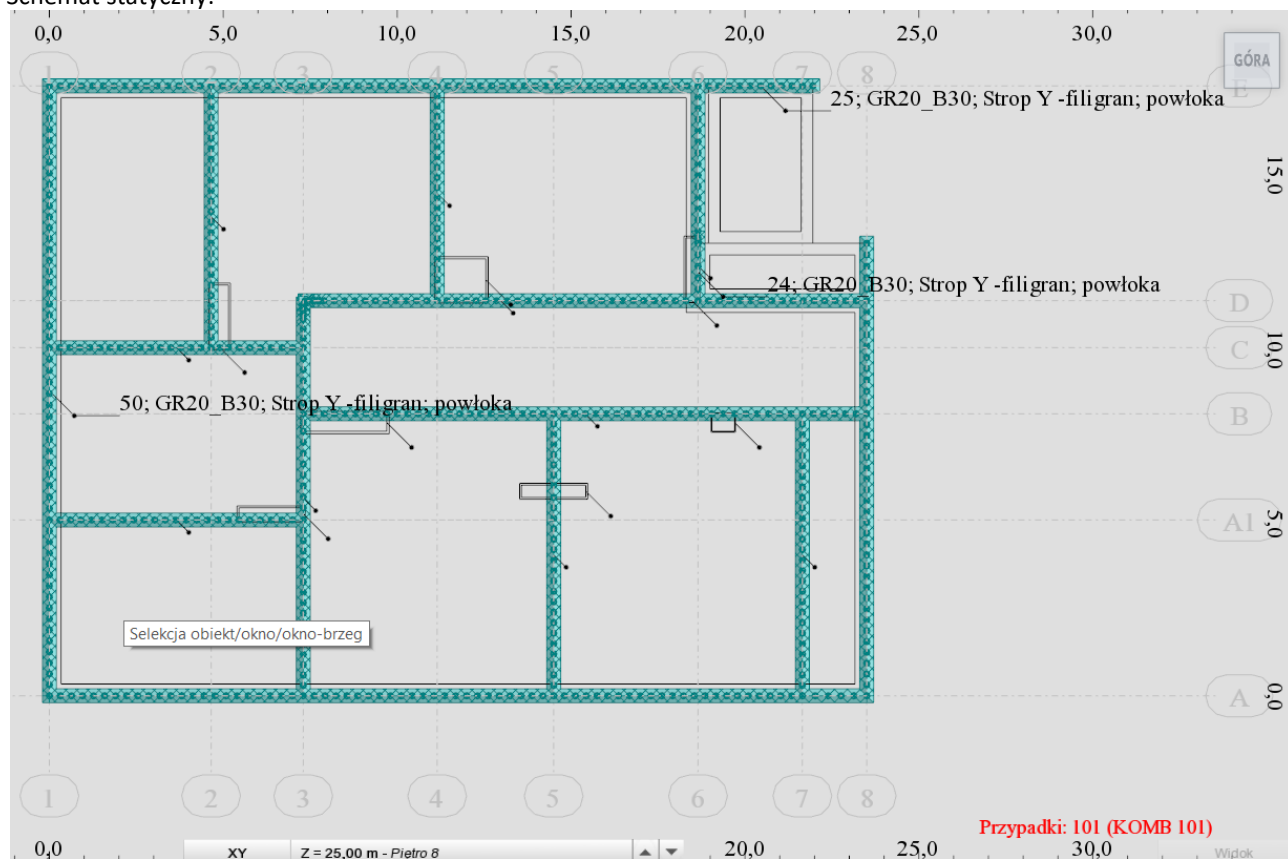 Schemat statyczny:
0,0 5,0 10,0 15,0 20,0 25,0 30,0
GÓRA
1 2 3 4 5 6 7 8
E
25; GR20_B30; Strop Y -filigran; powłoka
15,0
24; GR20_B30; Strop Y -filigran; powłoka
D
C
10,0
50; GR20_B30; Strop Y -filigran; powłoka
B
A1
5,0
Selekcja obiekt/okno/okno-brzeg
A
0,0
1 2 3 4 5 6 7 8
Przypadki: 101 (KOMB 101)
0,0 XY Z = 25,00 m - Piętro 8 20,0 25,0 30,0 Widok